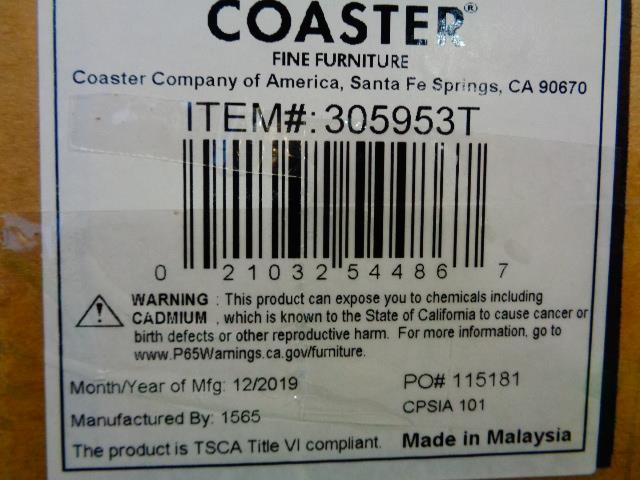 COASTER®
FINE FURNITURE
Coaster Company of America, Santa Fe Springs, CA 90670
ITEM#: 305953T
0 21032 54486 7
WARNING : This product can expose you to chemicals including
CADMIUM , which is known to the State of California to cause cancer or
birth defects or other reproductive harm. For more information, go to
www.P65Warnings.ca.gov/furniture.
Month/Year of Mfg: 12/2019 PO# 115181
Manufactured By: 1565 CPSIA 101
The product is TSCA Title VI compliant. Made in Malaysia